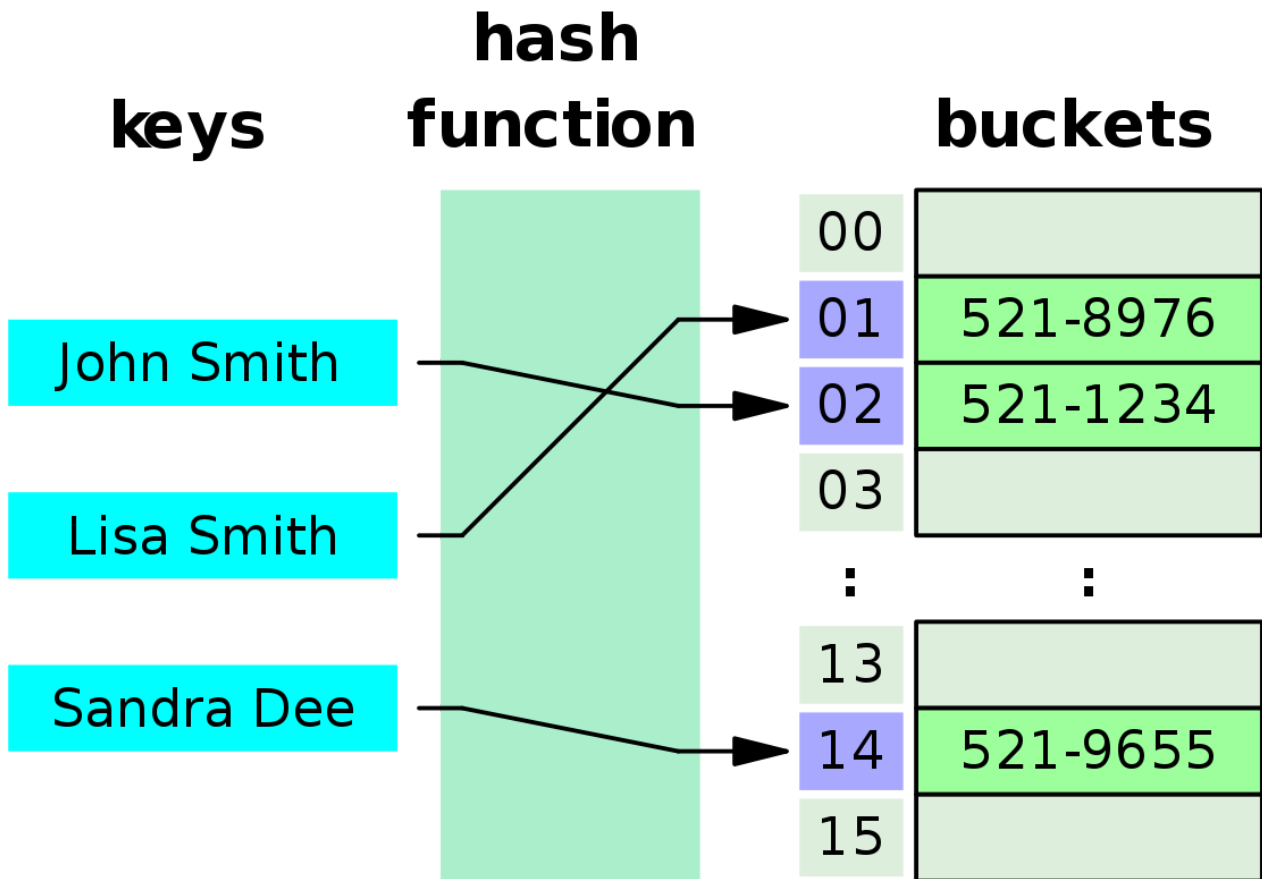 hash
keys function buckets
00
01 521-8976
John Smith
02 521-1234
03
Lisa Smith
: :
13
Sandra Dee
14 521-9655
15